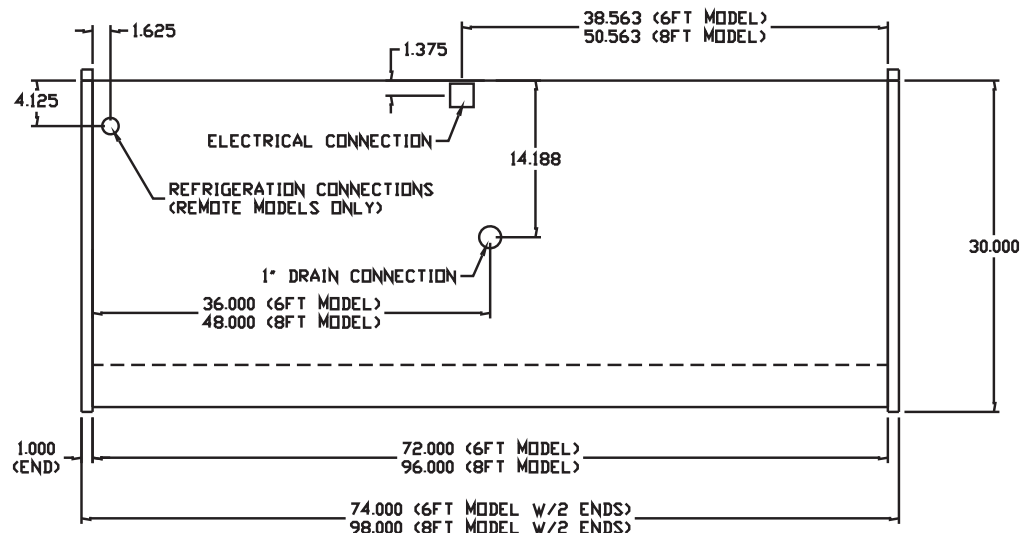 38.563 (6FT MODEL)
50.563 (8FT MODEL)
1.625
1.375
4.125
ELECTRICAL CONNECTION
14.188
REFRIGERATION CONNECTIONS
(REMOTE MODELS ONLY)
30.000
1" DRAIN CONNECTION
36.000 (6FT MODEL)
48.000 (8FT MODEL)
1.000
(END)
72.000 (6FT MODEL)
96.000 (8FT MODEL)
74.000 (6FT MODEL W/2 ENDS)
98.000 (8FT MODEL W/2 ENDS)